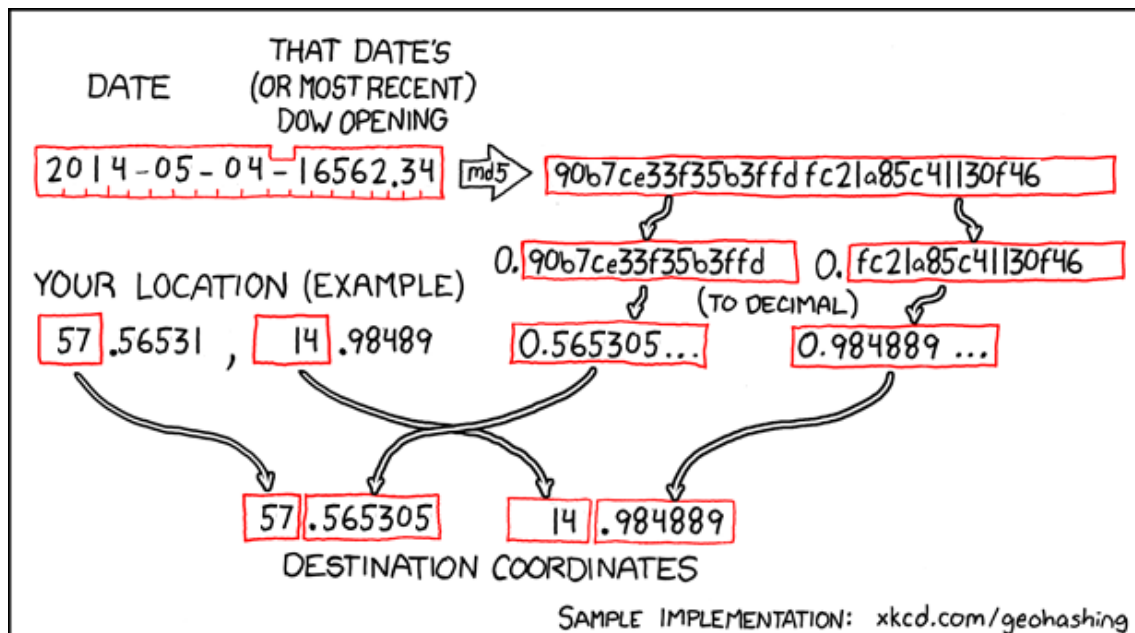 THAT DATE'S
DATE (OR MOST RECENT)
DOW OPENING
2014-05-04-16562.34 md5 90b7ce33f35b3ffdfc21a85c41130f46
0.90b7ce33f35b3ffd 0.fc21a85c41130f46
YOUR LOCATION (EXAMPLE) (TO DECIMAL)
57.56531, 14.98489 0.565305... 0.984889...
57.565305 14.984889
DESTINATION COORDINATES
SAMPLE IMPLEMENTATION: xkcd.com/geohashing